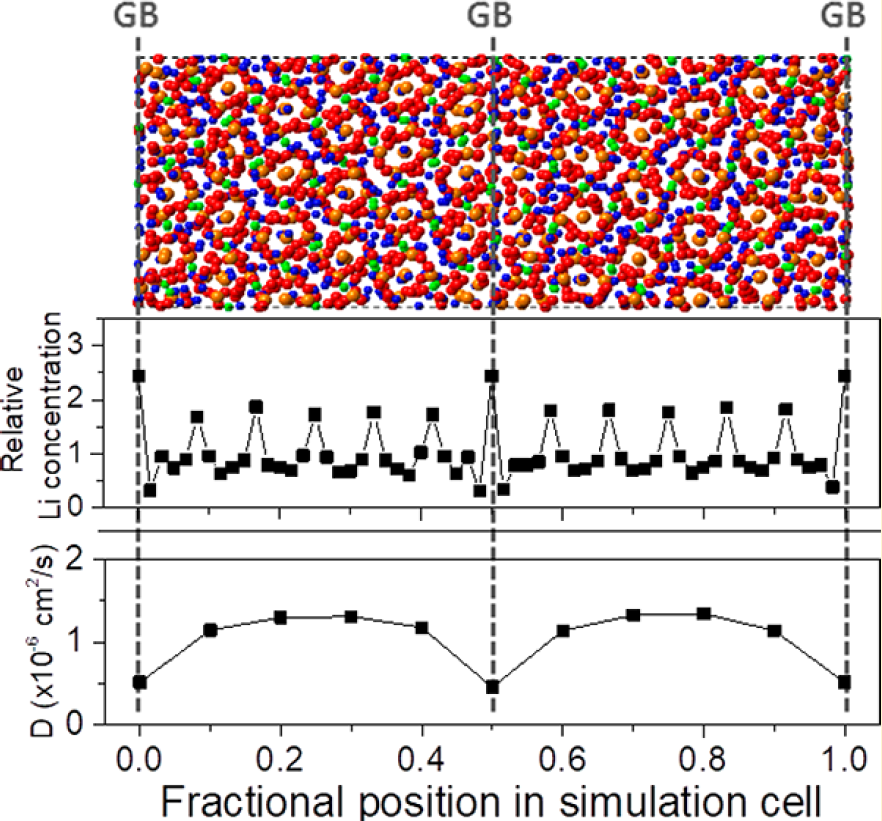 GB GB GB
Relative
Li concentration
3
2
1
0
D (x10⁻⁶ cm²/s)
2
1
0
0.0 0.2 0.4 0.6 0.8 1.0
Fractional position in simulation cell